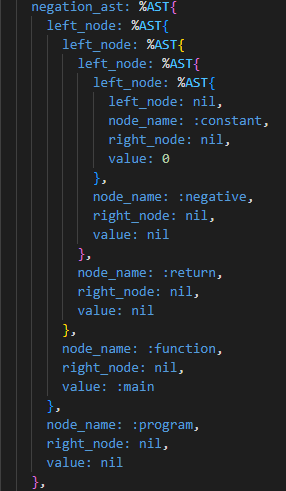 negation_ast: %AST{
left_node: %AST{
left_node: %AST{
left_node: %AST{
left_node: %AST{
left_node: nil,
node_name: :constant,
right_node: nil,
value: 0
},
node_name: :negative,
right_node: nil,
value: nil
},
node_name: :return,
right_node: nil,
value: nil
},
node_name: :function,
right_node: nil,
value: :main
},
node_name: :program,
right_node: nil,
value: nil
},